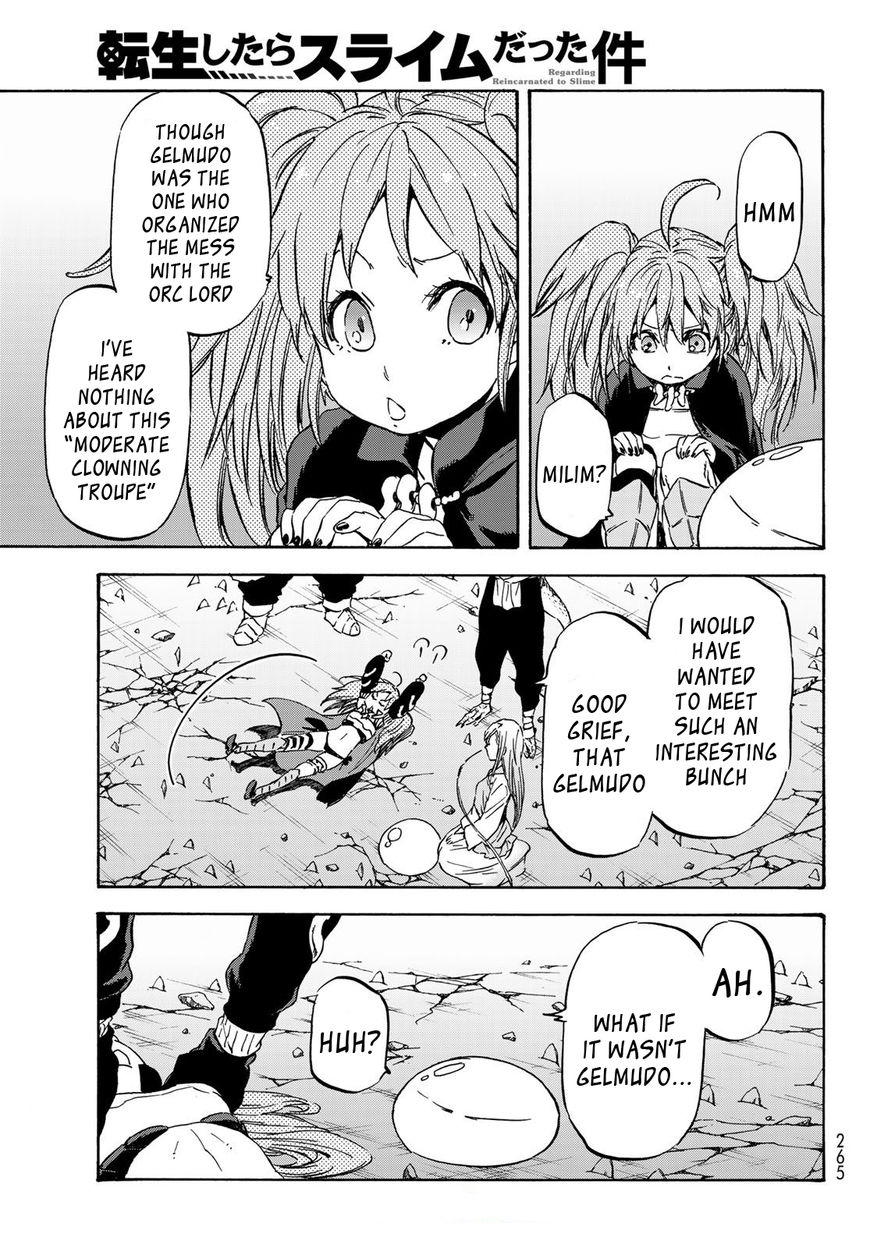 転生したらスライムだった件
Regarding
Reincarnated to Slime
HMM
MILIM?
THOUGH
GELMUDO
WAS THE
ONE WHO
ORGANIZED
THE MESS
WITH THE
ORC LORD
I'VE
HEARD
NOTHING
ABOUT THIS
"MODERATE
CLOWNING
TROUPE"
I WOULD
HAVE
WANTED
TO MEET
SUCH AN
INTERESTING
BUNCH
GOOD
GRIEF,
THAT
GELMUDO
AH.
WHAT IF
IT WASN'T
GELMUDO...
HUH?
265